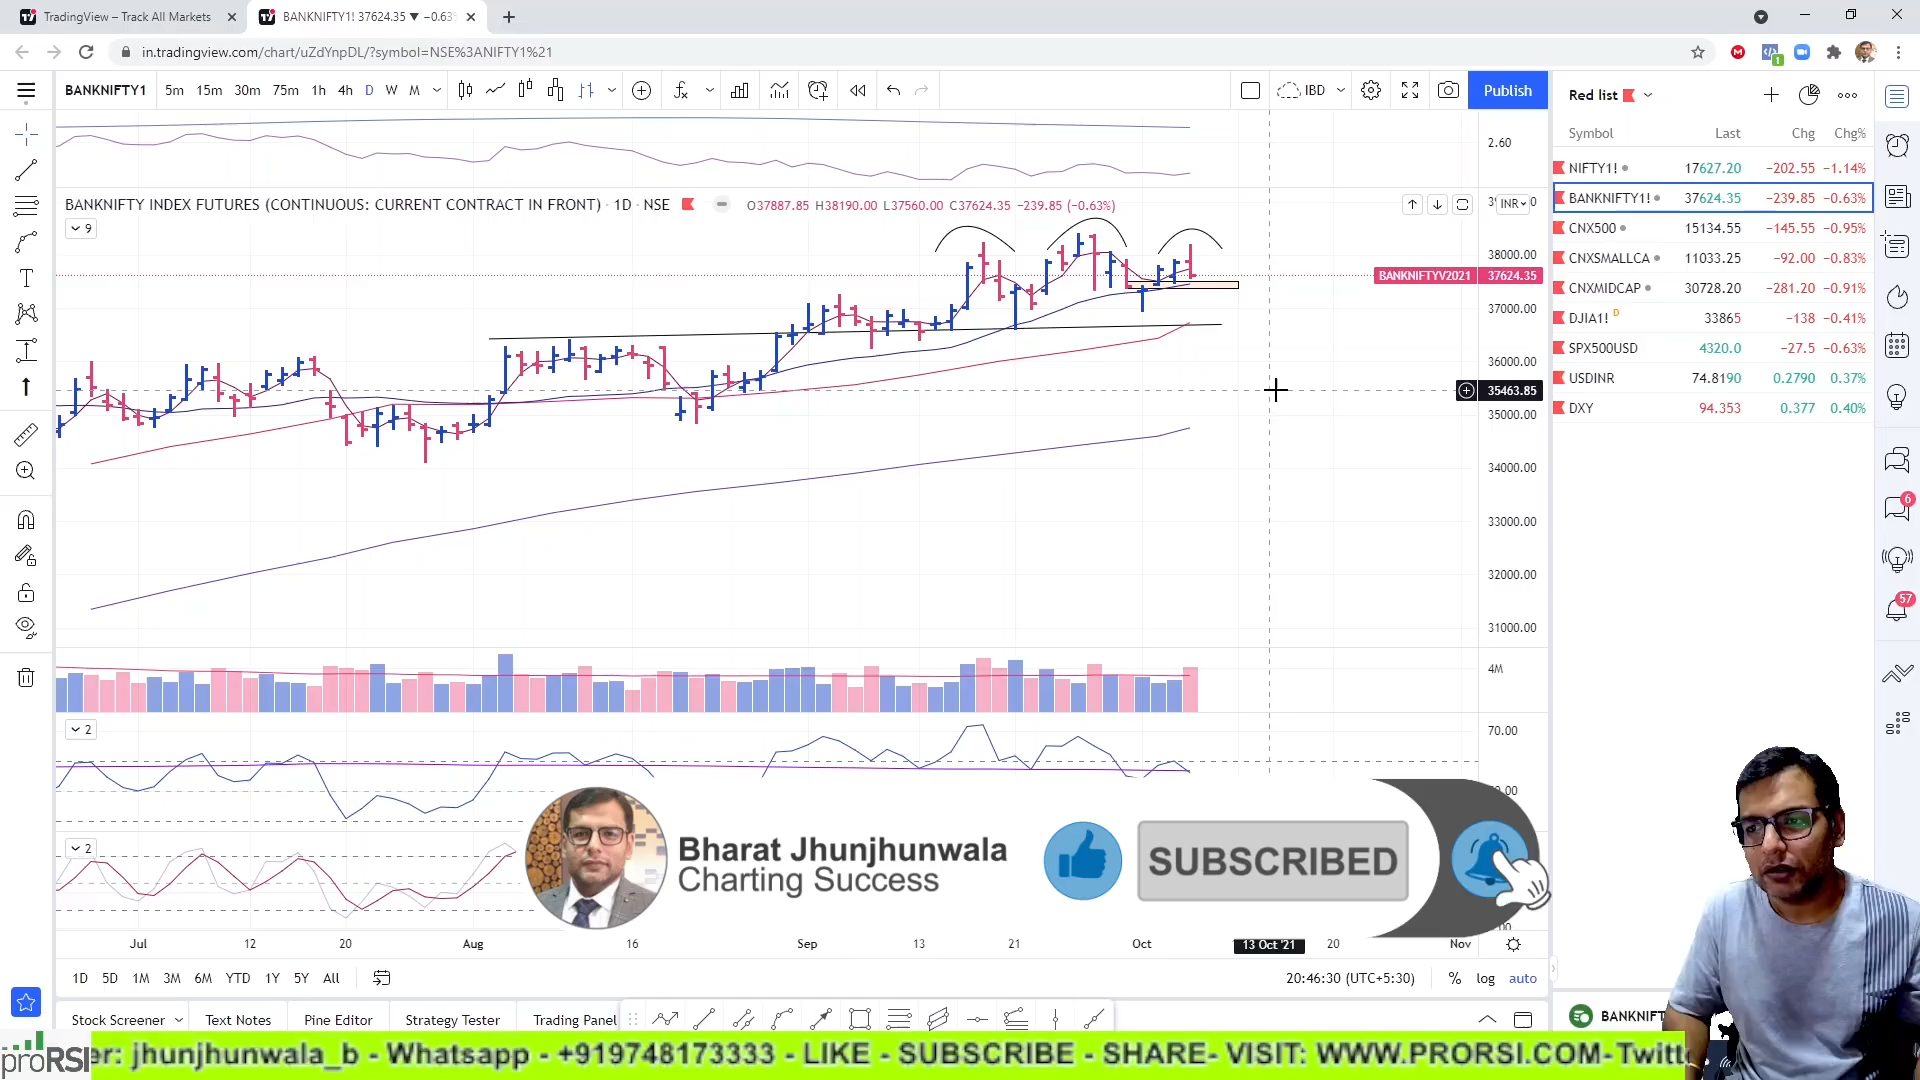 TradingView – Track All Markets
BANKNIFTY1! 37624.35 ▼ −0.63
in.tradingview.com/chart/uZdYnpDL/?symbol=NSE%3ANIFTY1%21
BANKNIFTY1 5m 15m 30m 75m 1h 4h D W M IBD Publish
Red list
Symbol Last Chg Chg%
NIFTY1! 17627.20 −202.55 −1.14%
BANKNIFTY1! 37624.35 −239.85 −0.63%
CNX500 15134.55 −145.55 −0.95%
CNXSMALLCA 11033.25 −92.00 −0.83%
CNXMIDCAP 30728.20 −281.20 −0.91%
DJIA1! D 33865 −138 −0.41%
SPX500USD 4320.0 −27.5 −0.63%
USDINR 74.8190 0.2790 0.37%
DXY 94.353 0.377 0.40%
2.60
BANKNIFTY INDEX FUTURES (CONTINUOUS: CURRENT CONTRACT IN FRONT) · 1D · NSE O37887.85 H38190.00 L37560.00 C37624.35 −239.85 (−0.63%)
INR
9
38000.00
BANKNIFTYV2021 37624.35
37000.00
36000.00
35463.85
35000.00
34000.00
33000.00
32000.00
31000.00
4M
2
70.00
2
Bharat Jhunjhunwala
Charting Success
SUBSCRIBED
6
57
1
Jul 12 20 Aug 16 Sep 13 21 Oct 13 Oct '21 20 Nov
1D 5D 1M 3M 6M YTD 1Y 5Y All
20:46:30 (UTC+5:30) % log auto
Stock Screener Text Notes Pine Editor Strategy Tester Trading Panel
BANKNIFT
proRSI
er: jhunjhunwala_b - Whatsapp - +919748173333 - LIKE - SUBSCRIBE - SHARE- VISIT: WWW.PRORSI.COM-Twitt